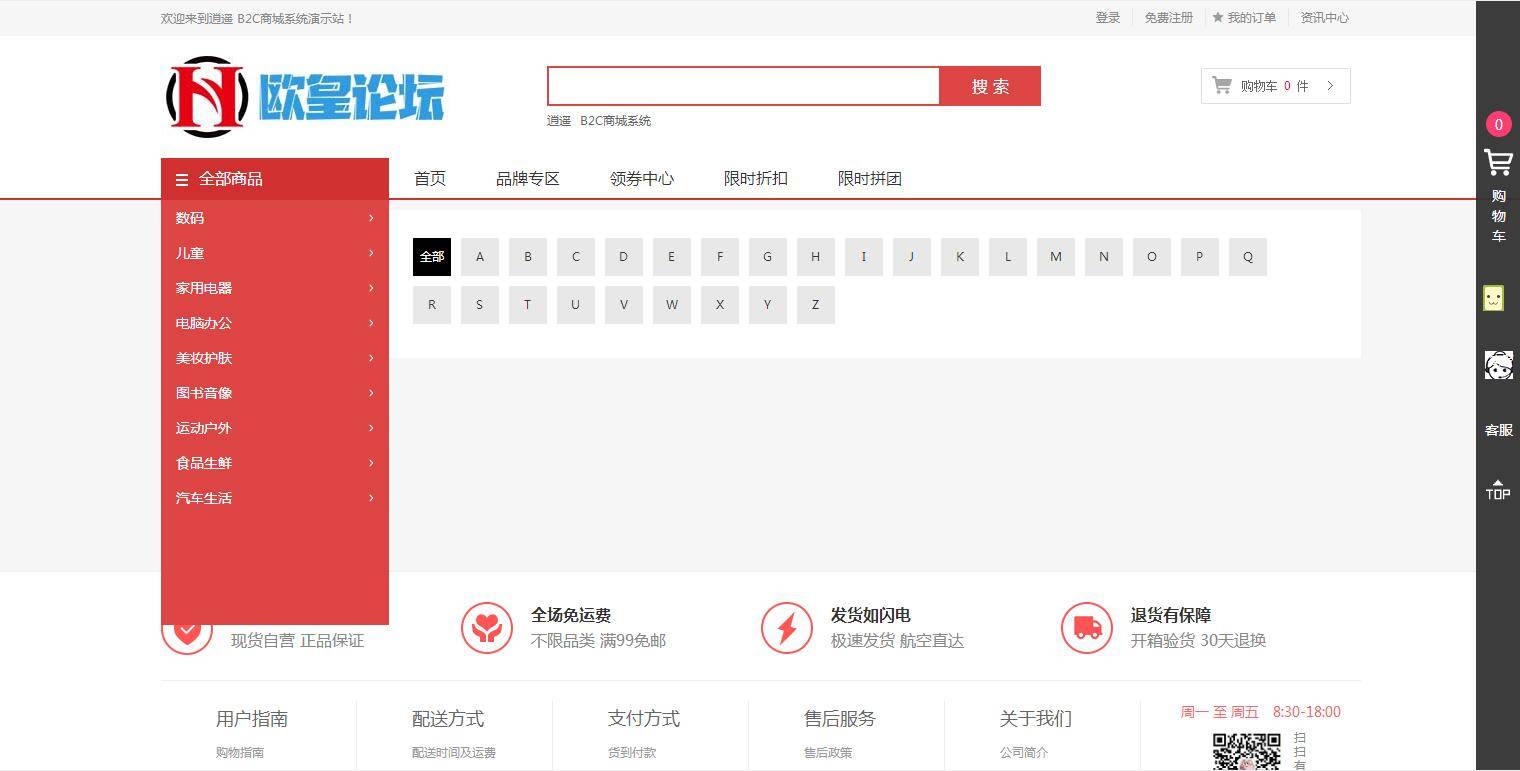 欢迎来到逍遥 B2C商城系统演示站！
登录 免费注册 ★ 我的订单 资讯中心
N 欧皇论坛
搜 索
购物车 0 件 >
逍遥 B2C商城系统
全部商品
首页 品牌专区 领券中心 限时折扣 限时拼团
数码 >
儿童 >
家用电器 >
电脑办公 >
美妆护肤 >
图书音像 >
运动户外 >
食品生鲜 >
汽车生活 >
全部 A B C D E F G H I J K L M N O P Q
R S T U V W X Y Z
0
购
物
车
客服
TOP
现货自营 正品保证
全场免运费
不限品类 满99免邮
发货如闪电
极速发货 航空直达
退货有保障
开箱验货 30天退换
用户指南
购物指南
配送方式
配送时间及运费
支付方式
货到付款
售后服务
售后政策
关于我们
公司简介
周一 至 周五 8:30-18:00
扫
扫
有